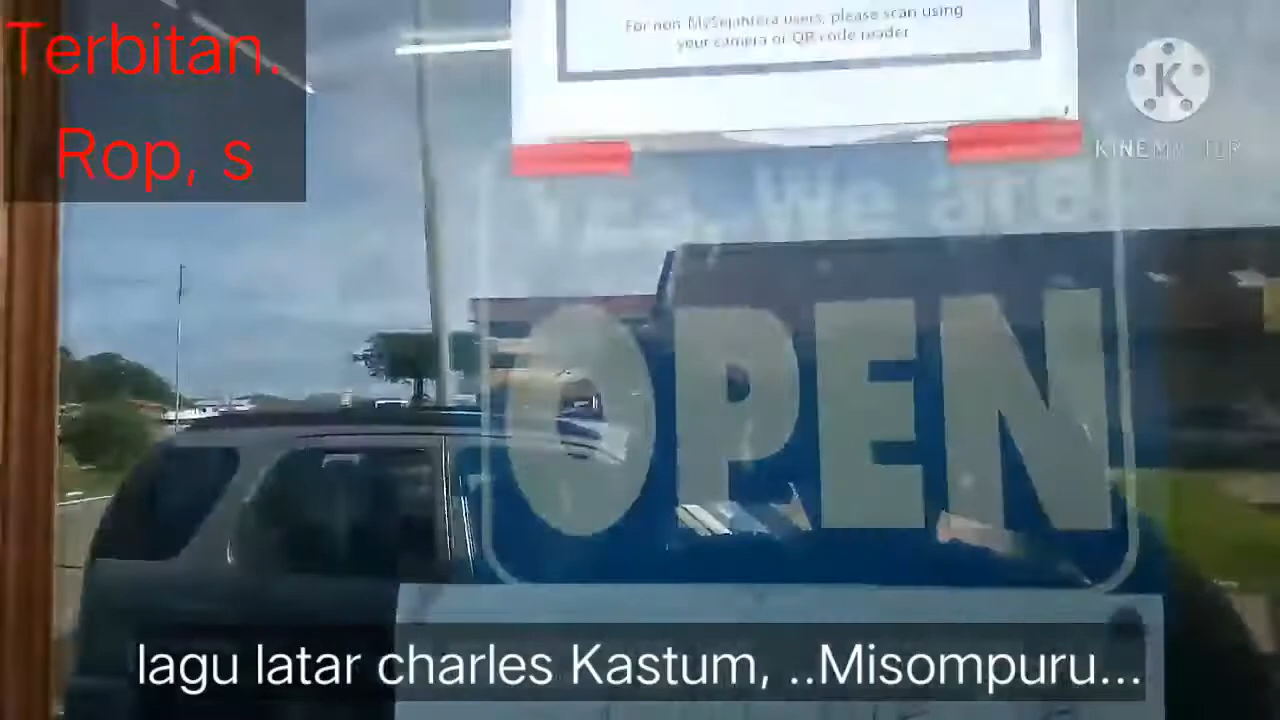 Terbitan.
Rop, s
For non-MySejahtera users, please scan using
your camera or QR code reader
K
KINEMASTER
Yes, We are
OPEN
lagu latar charles Kastum, ..Misompuru...